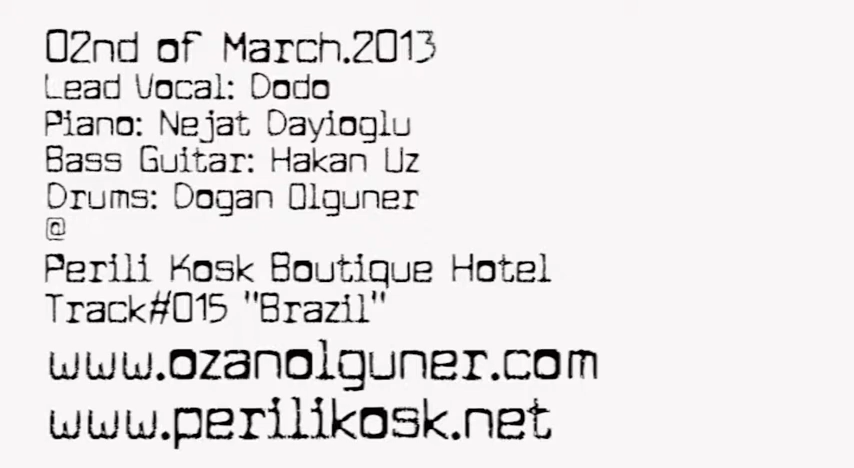 02nd of March.2013
Lead Vocal: Dodo
Piano: Nejat Dayioglu
Bass Guitar: Hakan Uz
Drums: Dogan Olguner
@
Perili Kosk Boutique Hotel
Track#015 "Brazil"
www.ozanolguner.com
www.perilikosk.net